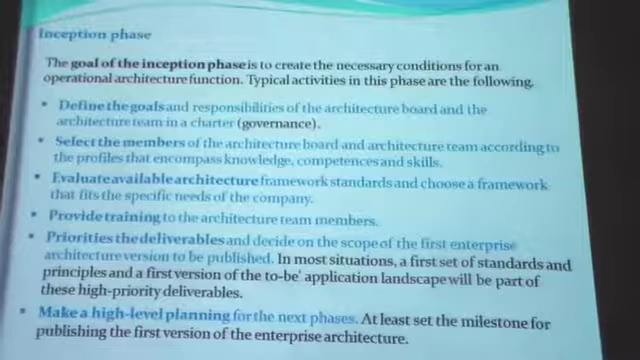 Inception phase
The goal of the inception phase is to create the necessary conditions for an
operational architecture function. Typical activities in this phase are the following.
• Define the goals and responsibilities of the architecture board and the
architecture team in a charter (governance).
• Select the members of the architecture board and architecture team according to
the profiles that encompass knowledge, competences and skills.
• Evaluate available architecture framework standards and choose a framework
that fits the specific needs of the company.
• Provide training to the architecture team members.
• Priorities the deliverables and decide on the scope of the first enterprise
architecture version to be published. In most situations, a first set of standards and
principles and a first version of the to-be' application landscape will be part of
these high-priority deliverables.
• Make a high-level planning for the next phases. At least set the milestone for
publishing the first version of the enterprise architecture.